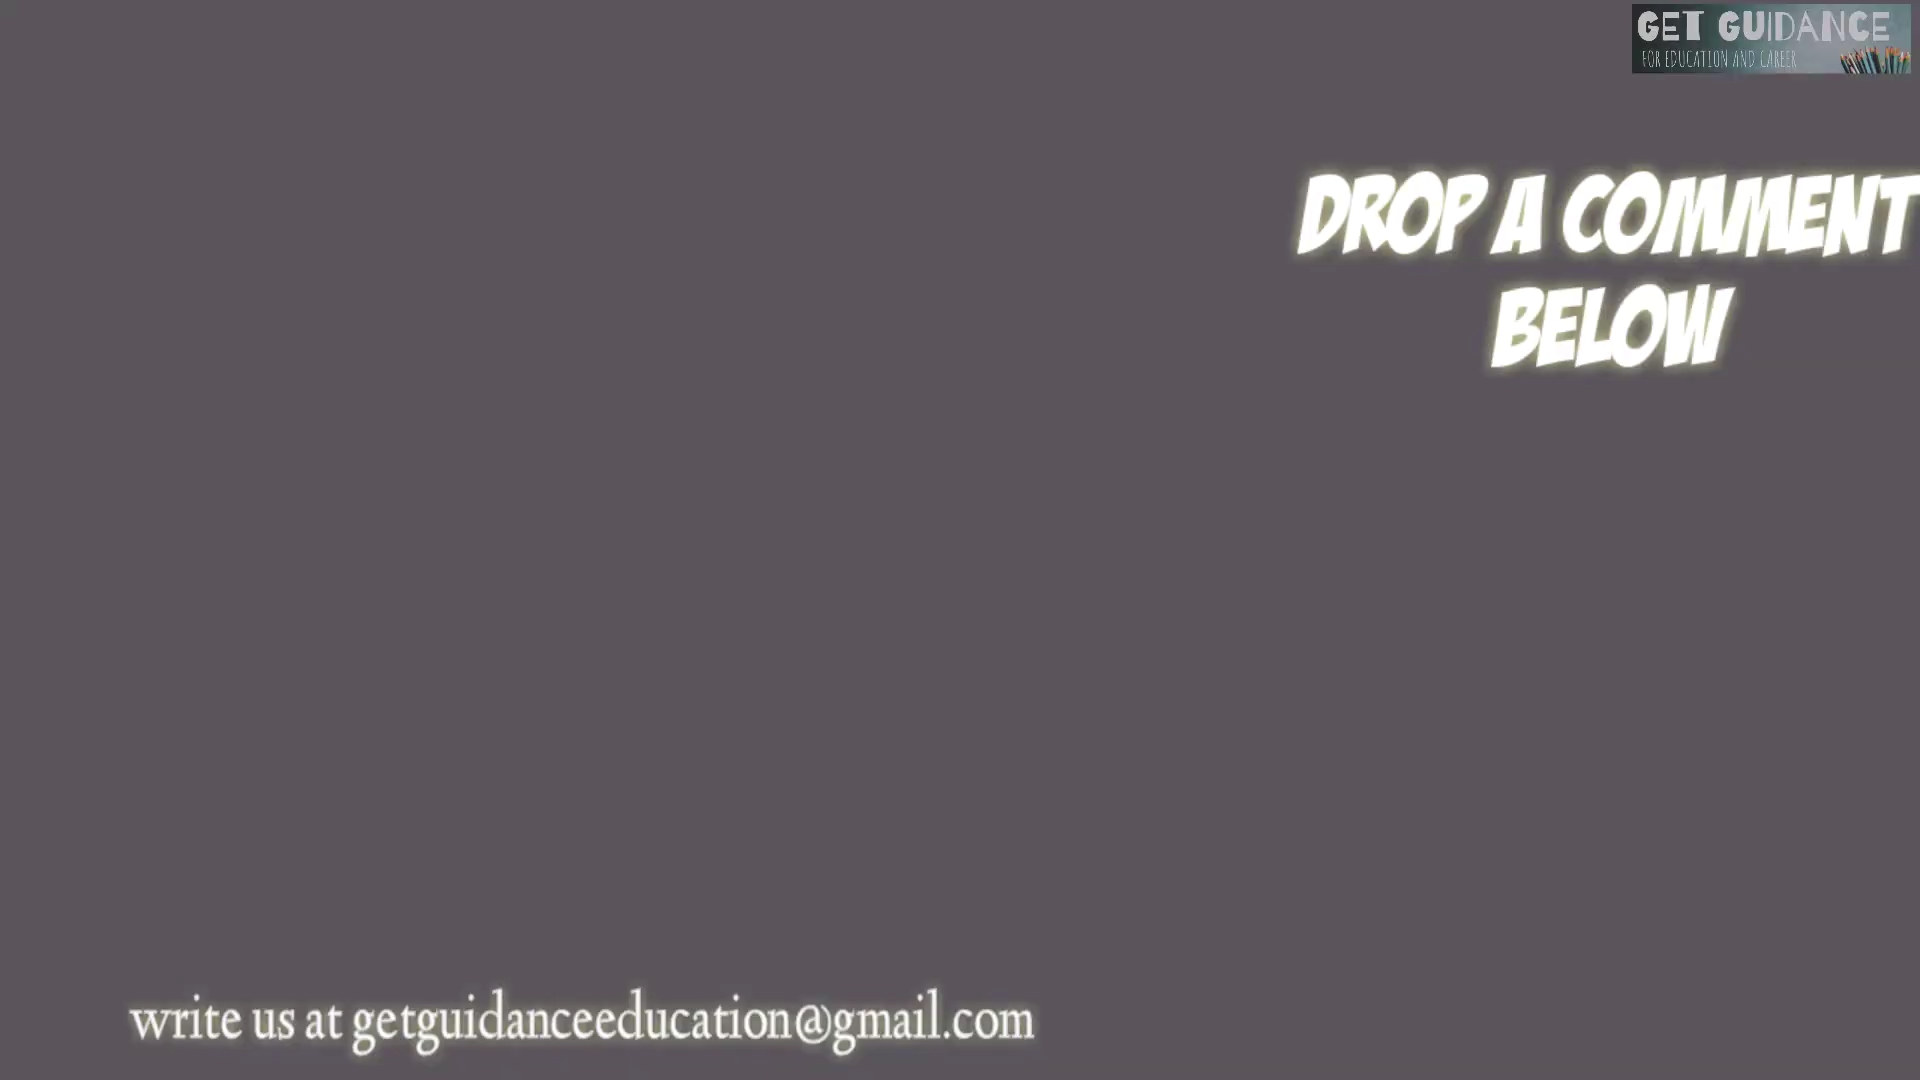 GET GUIDANCE
FOR EDUCATION AND CAREER
DROP A COMMENT
BELOW
write us at getguidanceeducation@gmail.com